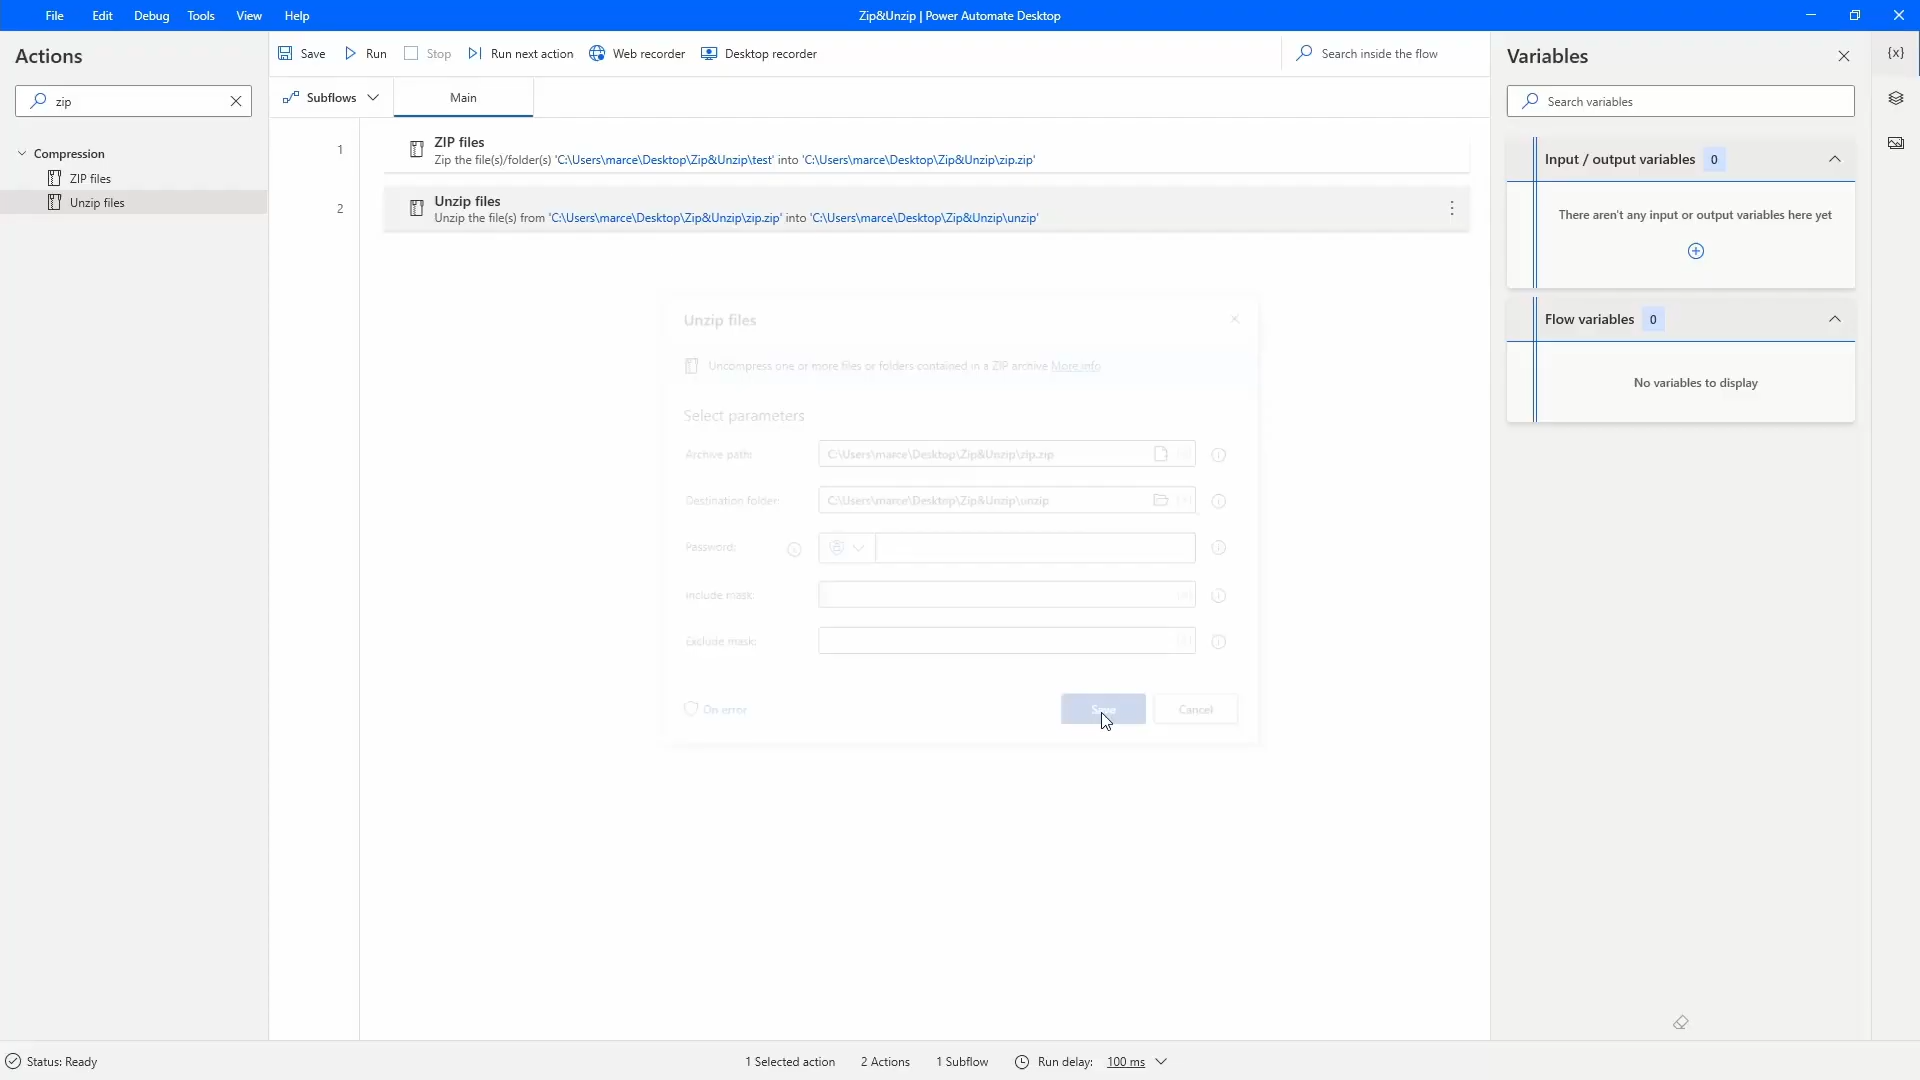 File Edit Debug Tools View Help
Zip&Unzip | Power Automate Desktop
Actions
zip
Compression
ZIP files
Unzip files
Save Run Stop Run next action Web recorder Desktop recorder
Search inside the flow
Subflows
Main
1
ZIP files
Zip the file(s)/folder(s) 'C:\Users\marce\Desktop\Zip&Unzip\test' into 'C:\Users\marce\Desktop\Zip&Unzip\zip.zip'
2
Unzip files
Unzip the file(s) from 'C:\Users\marce\Desktop\Zip&Unzip\zip.zip' into 'C:\Users\marce\Desktop\Zip&Unzip\unzip'
Unzip files
Uncompress one or more files or folders contained in a ZIP archive More info
Select parameters
Archive path: C:\Users\marce\Desktop\Zip&Unzip\zip.zip
Destination folder: C:\Users\marce\Desktop\Zip&Unzip\unzip
Password:
Include mask:
Exclude mask:
On error
Save
Cancel
Variables
{x}
Search variables
Input / output variables 0
There aren't any input or output variables here yet
Flow variables 0
No variables to display
Status: Ready
1 Selected action 2 Actions 1 Subflow Run delay: 100 ms